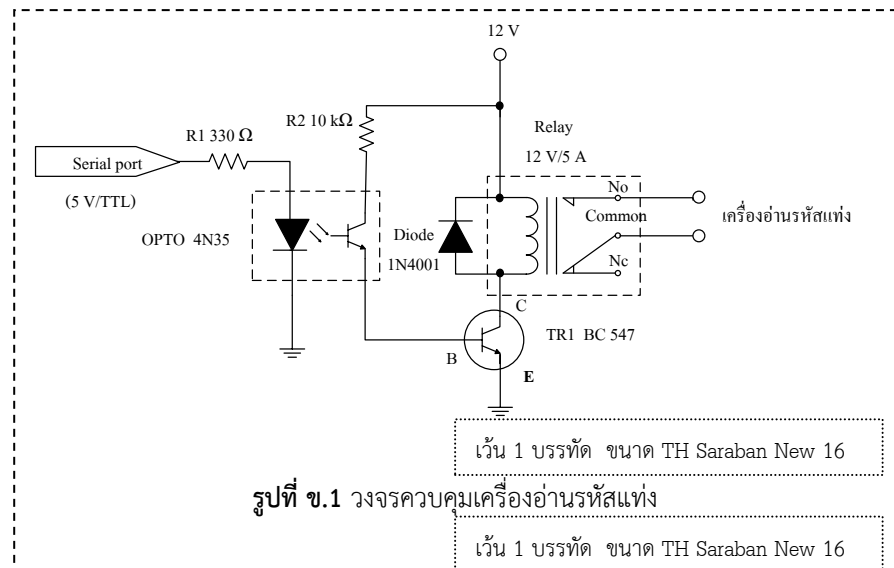 12 V
R2 10 kΩ
R1 330 Ω
Relay
12 V/5 A
Serial port
(5 V/TTL)
No
Common
เครื่องอ่านรหัสแท่ง
OPTO 4N35
Diode
1N4001
Nc
C
TR1 BC 547
B
E
เว้น 1 บรรทัด ขนาด TH Saraban New 16
รูปที่ ข.1 วงจรควบคุมเครื่องอ่านรหัสแท่ง
เว้น 1 บรรทัด ขนาด TH Saraban New 16